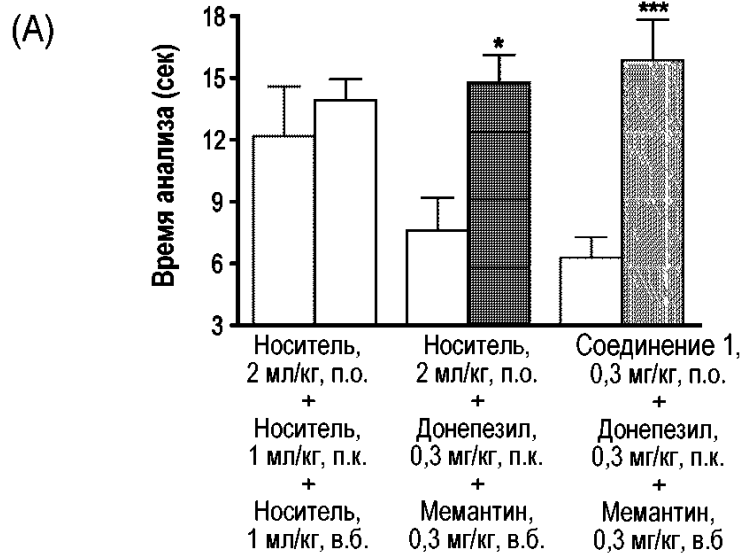 (A)
Время анализа (сек)
18
15
12
9
6
3
*
***
Носитель,
2 мл/кг, п.о.
+
Носитель,
1 мл/кг, п.к.
+
Носитель,
1 мл/кг, в.б.
Носитель,
2 мл/кг, п.о.
+
Донепезил,
0,3 мг/кг, п.к.
+
Мемантин,
0,3 мг/кг, в.б.
Соединение 1,
0,3 мг/кг, п.о.
+
Донепезил,
0,3 мг/кг, п.к.
+
Мемантин,
0,3 мг/кг, в.б